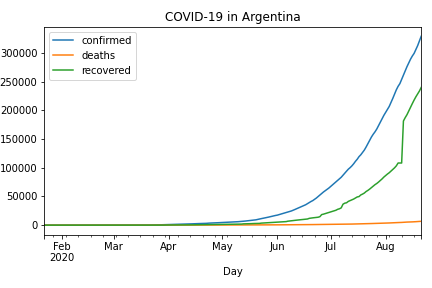 COVID-19 in Argentina
confirmed
deaths
recovered
300000
250000
200000
150000
100000
50000
0
Feb Mar Apr May Jun Jul Aug
2020
Day